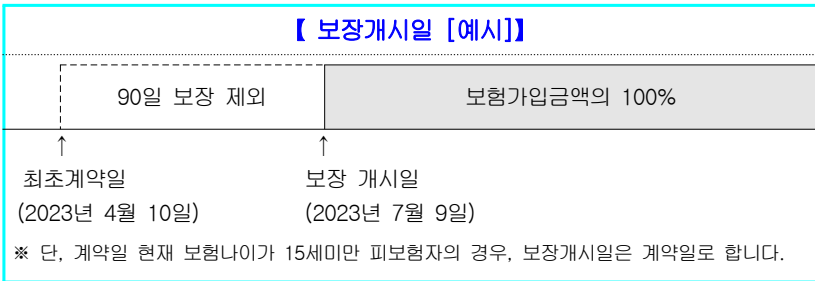 【 보장개시일 [예시]】
90일 보장 제외
보험가입금액의 100%
↑ ↑
최초계약일 보장 개시일
(2023년 4월 10일) (2023년 7월 9일)
※ 단, 계약일 현재 보험나이가 15세미만 피보험자의 경우, 보장개시일은 계약일로 합니다.